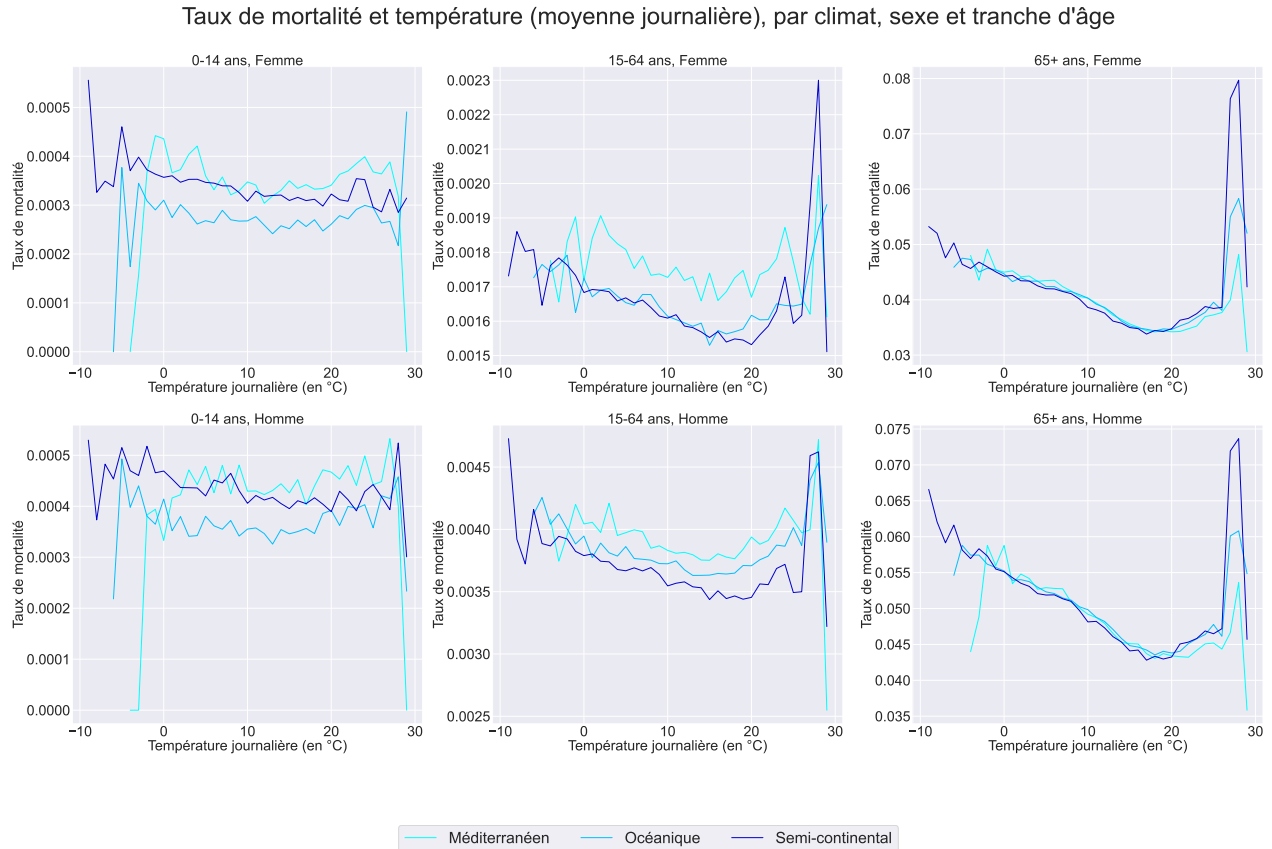 Taux de mortalité et température (moyenne journalière), par climat, sexe et tranche d'âge
0-14 ans, Femme
0.0005
0.0004
0.0003
0.0002
0.0001
0.0000
Taux de mortalité
−10 0 10 20 30
Température journalière (en °C)
15-64 ans, Femme
0.0023
0.0022
0.0021
0.0020
0.0019
0.0018
0.0017
0.0016
0.0015
Taux de mortalité
−10 0 10 20 30
Température journalière (en °C)
65+ ans, Femme
0.08
0.07
0.06
0.05
0.04
0.03
Taux de mortalité
−10 0 10 20 30
Température journalière (en °C)
0-14 ans, Homme
0.0005
0.0004
0.0003
0.0002
0.0001
0.0000
Taux de mortalité
−10 0 10 20 30
Température journalière (en °C)
15-64 ans, Homme
0.0045
0.0040
0.0035
0.0030
0.0025
Taux de mortalité
−10 0 10 20 30
Température journalière (en °C)
65+ ans, Homme
0.075
0.070
0.065
0.060
0.055
0.050
0.045
0.040
0.035
Taux de mortalité
−10 0 10 20 30
Température journalière (en °C)
Méditerranéen Océanique Semi-continental